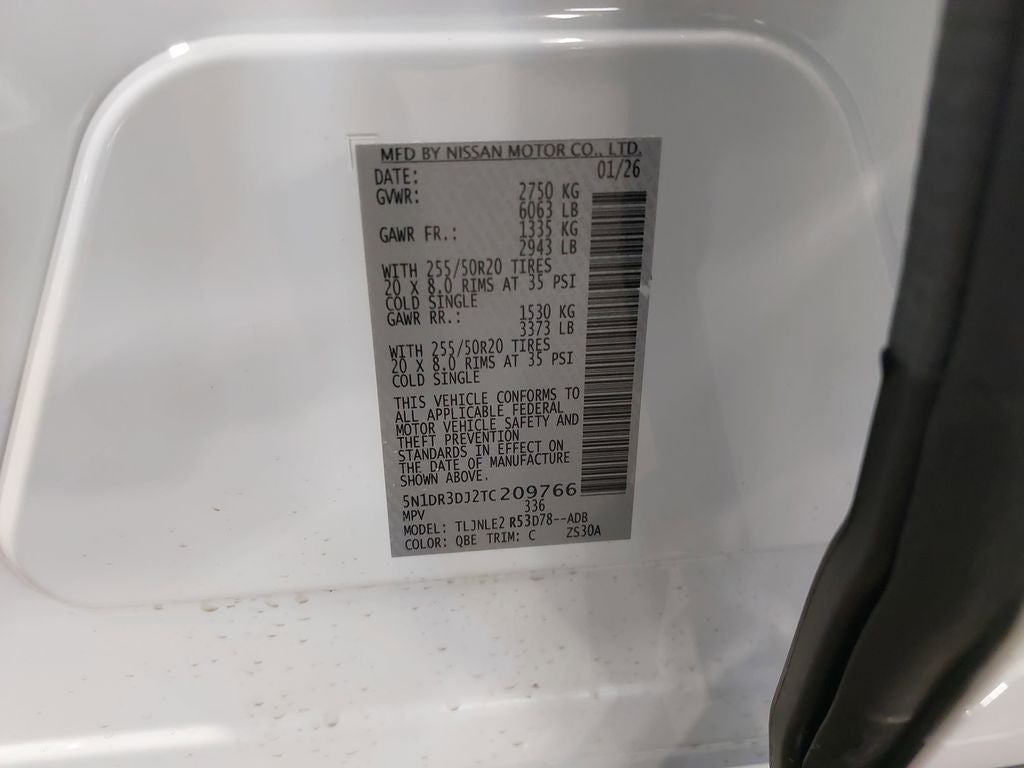 MFD BY NISSAN MOTOR CO., LTD.
DATE: 01/26
GVWR: 2750 KG
6063 LB
GAWR FR.: 1335 KG
2943 LB
WITH 255/50R20 TIRES
20 X 8.0 RIMS AT 35 PSI
COLD SINGLE
GAWR RR.: 1530 KG
3373 LB
WITH 255/50R20 TIRES
20 X 8.0 RIMS AT 35 PSI
COLD SINGLE
THIS VEHICLE CONFORMS TO
ALL APPLICABLE FEDERAL
MOTOR VEHICLE SAFETY AND
THEFT PREVENTION
STANDARDS IN EFFECT ON
THE DATE OF MANUFACTURE
SHOWN ABOVE.
5N1DR3DJ2TC209766
MPV 336
MODEL: TLJNLE2 R53D78--ADB
COLOR: QBE TRIM: C ZS30A